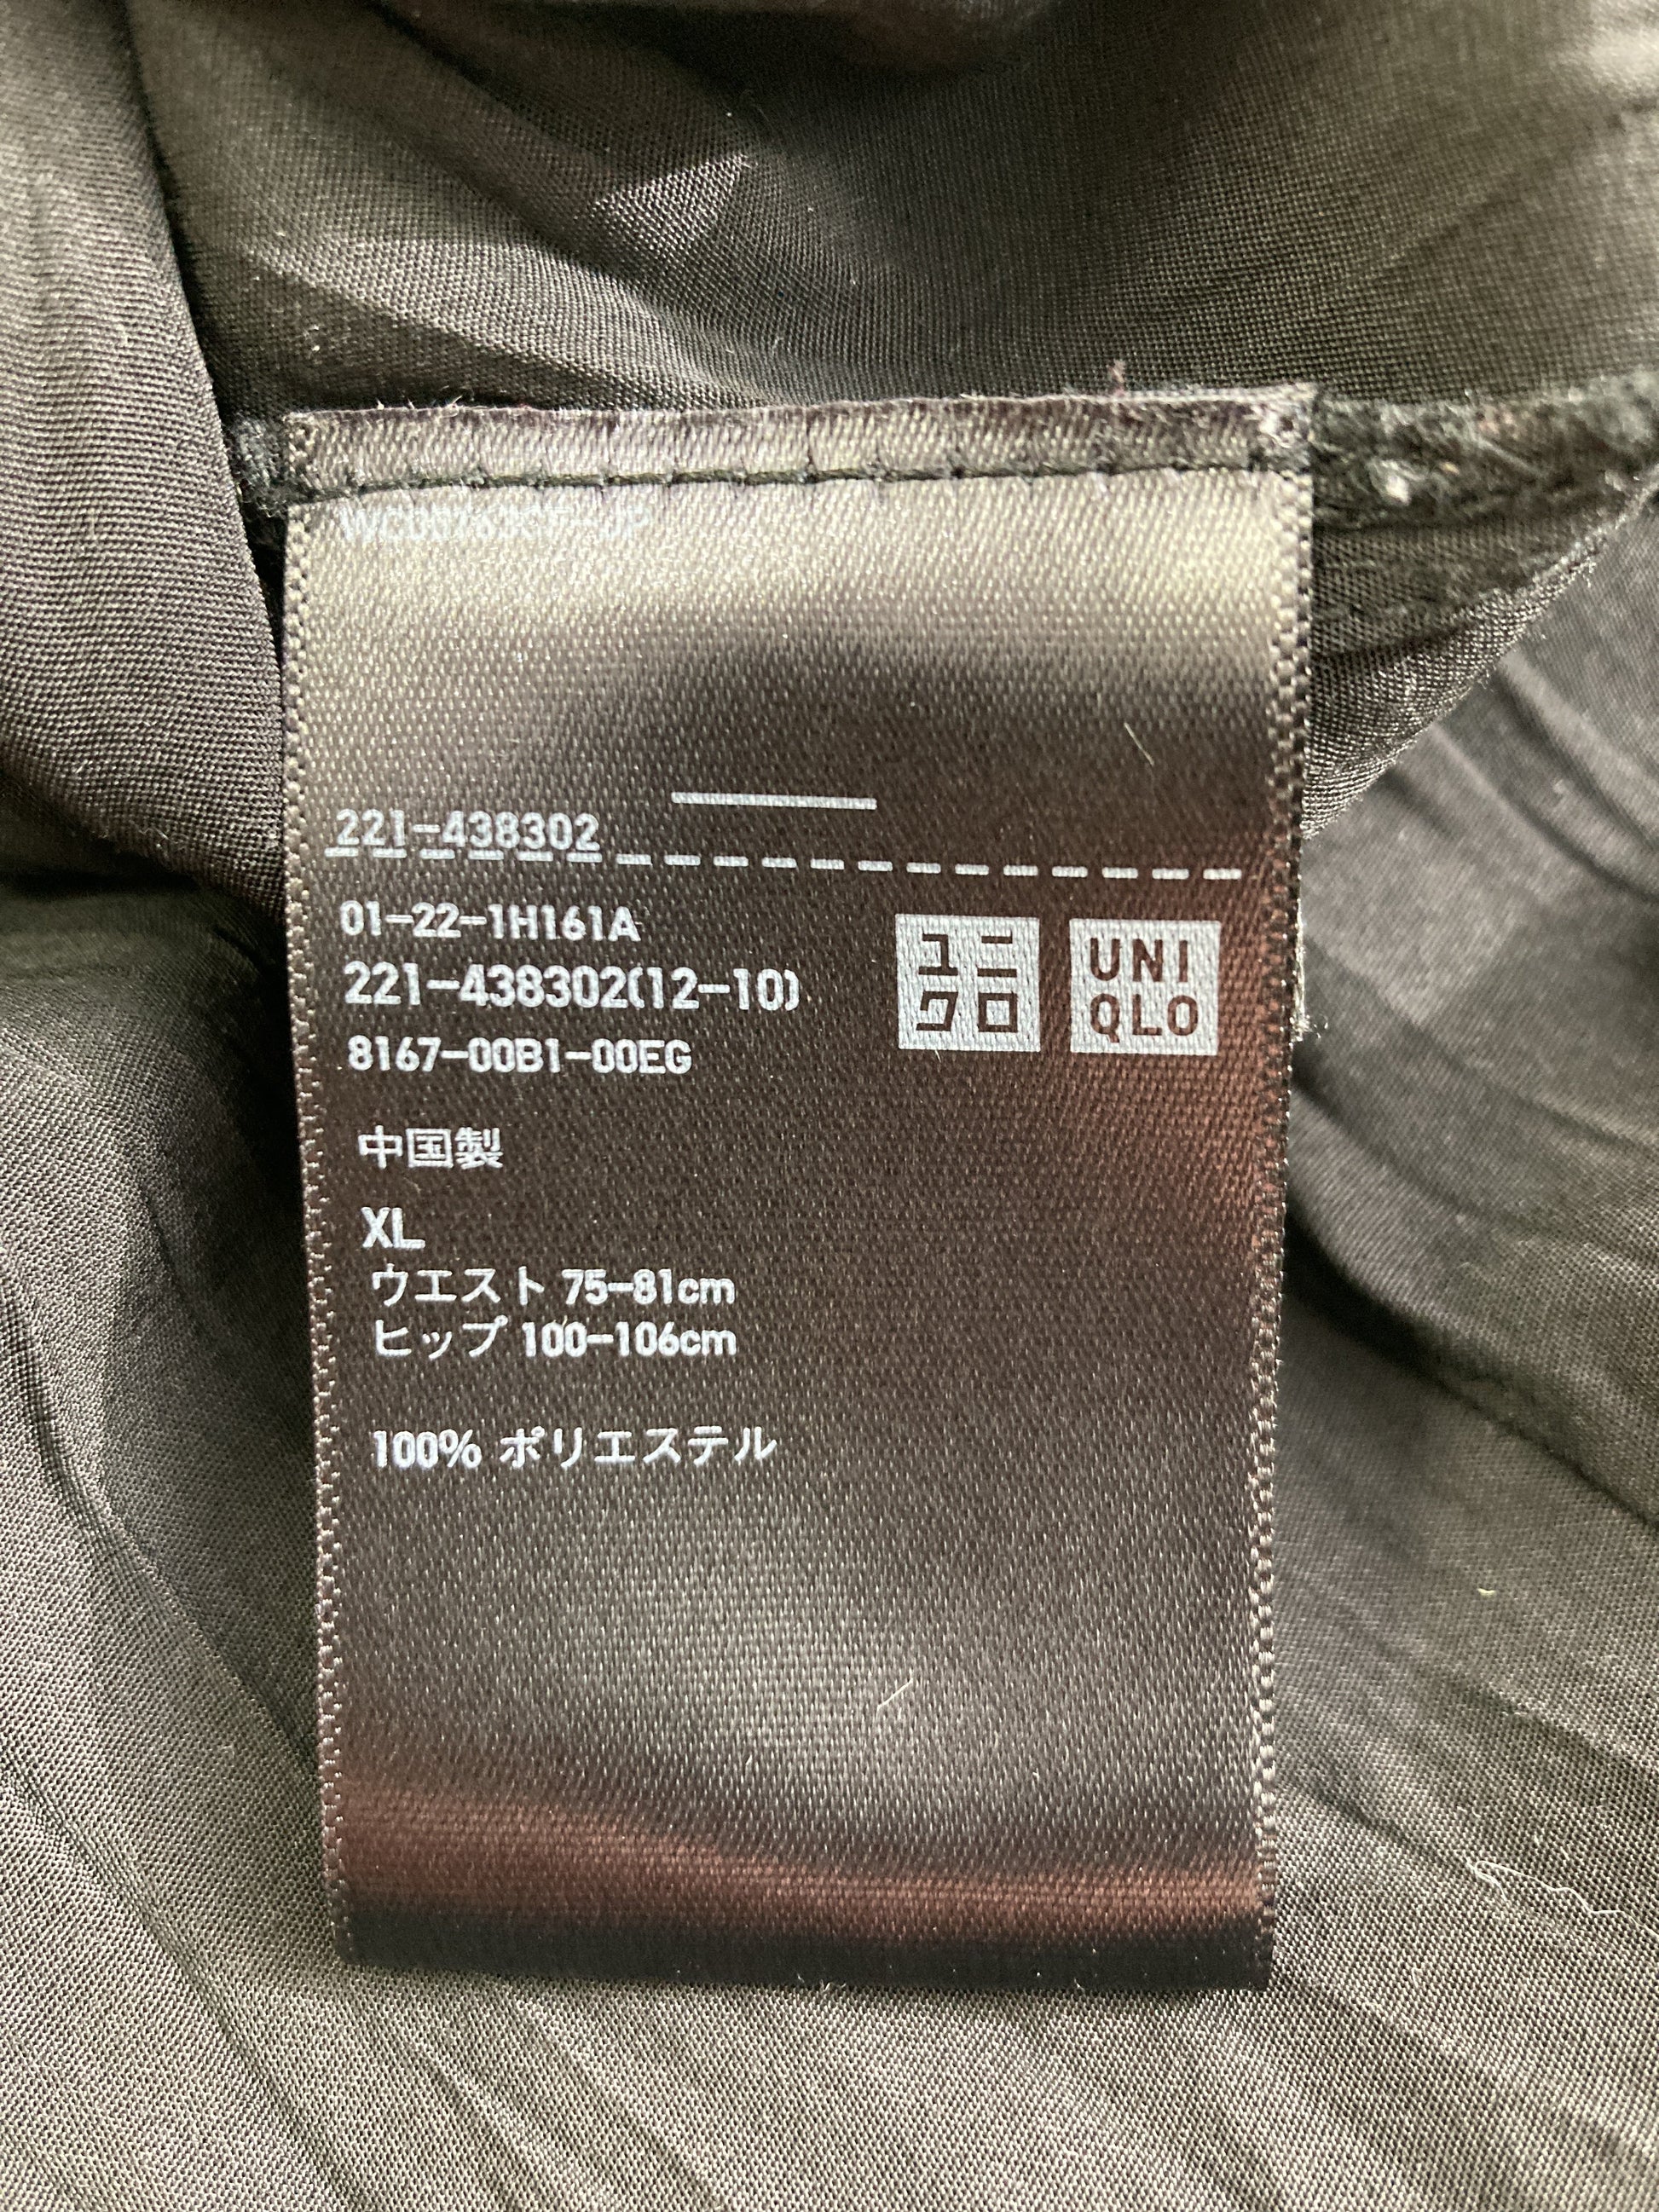 221-438302
01-22-1H161A
221-438302(12-10)
8167-00B1-00EG
ユニ
クロ
UNI
QLO
中国製
XL
ウエスト 75-81cm
ヒップ 100-106cm
100% ポリエステル